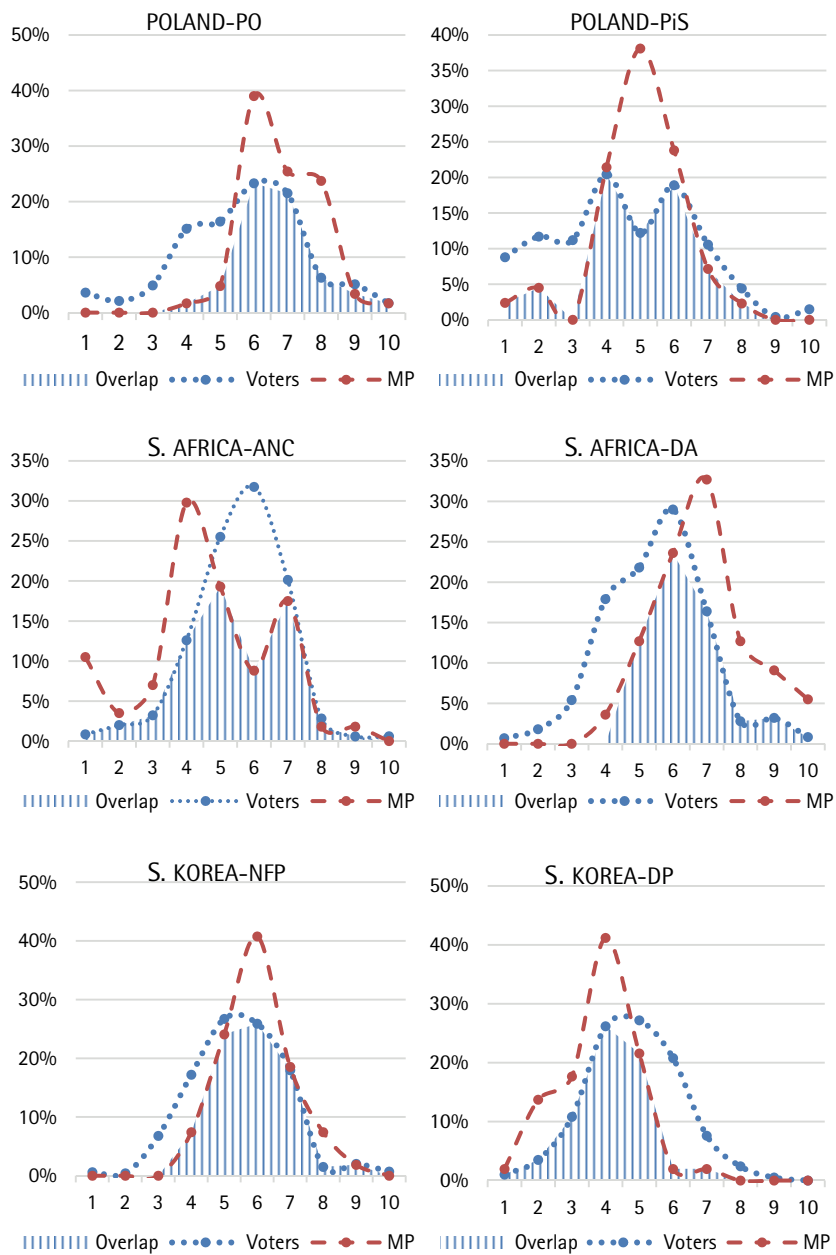 POLAND-PO
50%
40%
30%
20%
10%
0%
1 2 3 4 5 6 7 8 9 10
Overlap Voters MP
POLAND-PiS
40%
35%
30%
25%
20%
15%
10%
5%
0%
1 2 3 4 5 6 7 8 9 10
Overlap Voters MP
S. AFRICA-ANC
35%
30%
25%
20%
15%
10%
5%
0%
1 2 3 4 5 6 7 8 9 10
Overlap Voters MP
S. AFRICA-DA
35%
30%
25%
20%
15%
10%
5%
0%
1 2 3 4 5 6 7 8 9 10
Overlap Voters MP
S. KOREA-NFP
50%
40%
30%
20%
10%
0%
1 2 3 4 5 6 7 8 9 10
Overlap Voters MP
S. KOREA-DP
50%
40%
30%
20%
10%
0%
1 2 3 4 5 6 7 8 9 10
Overlap Voters MP